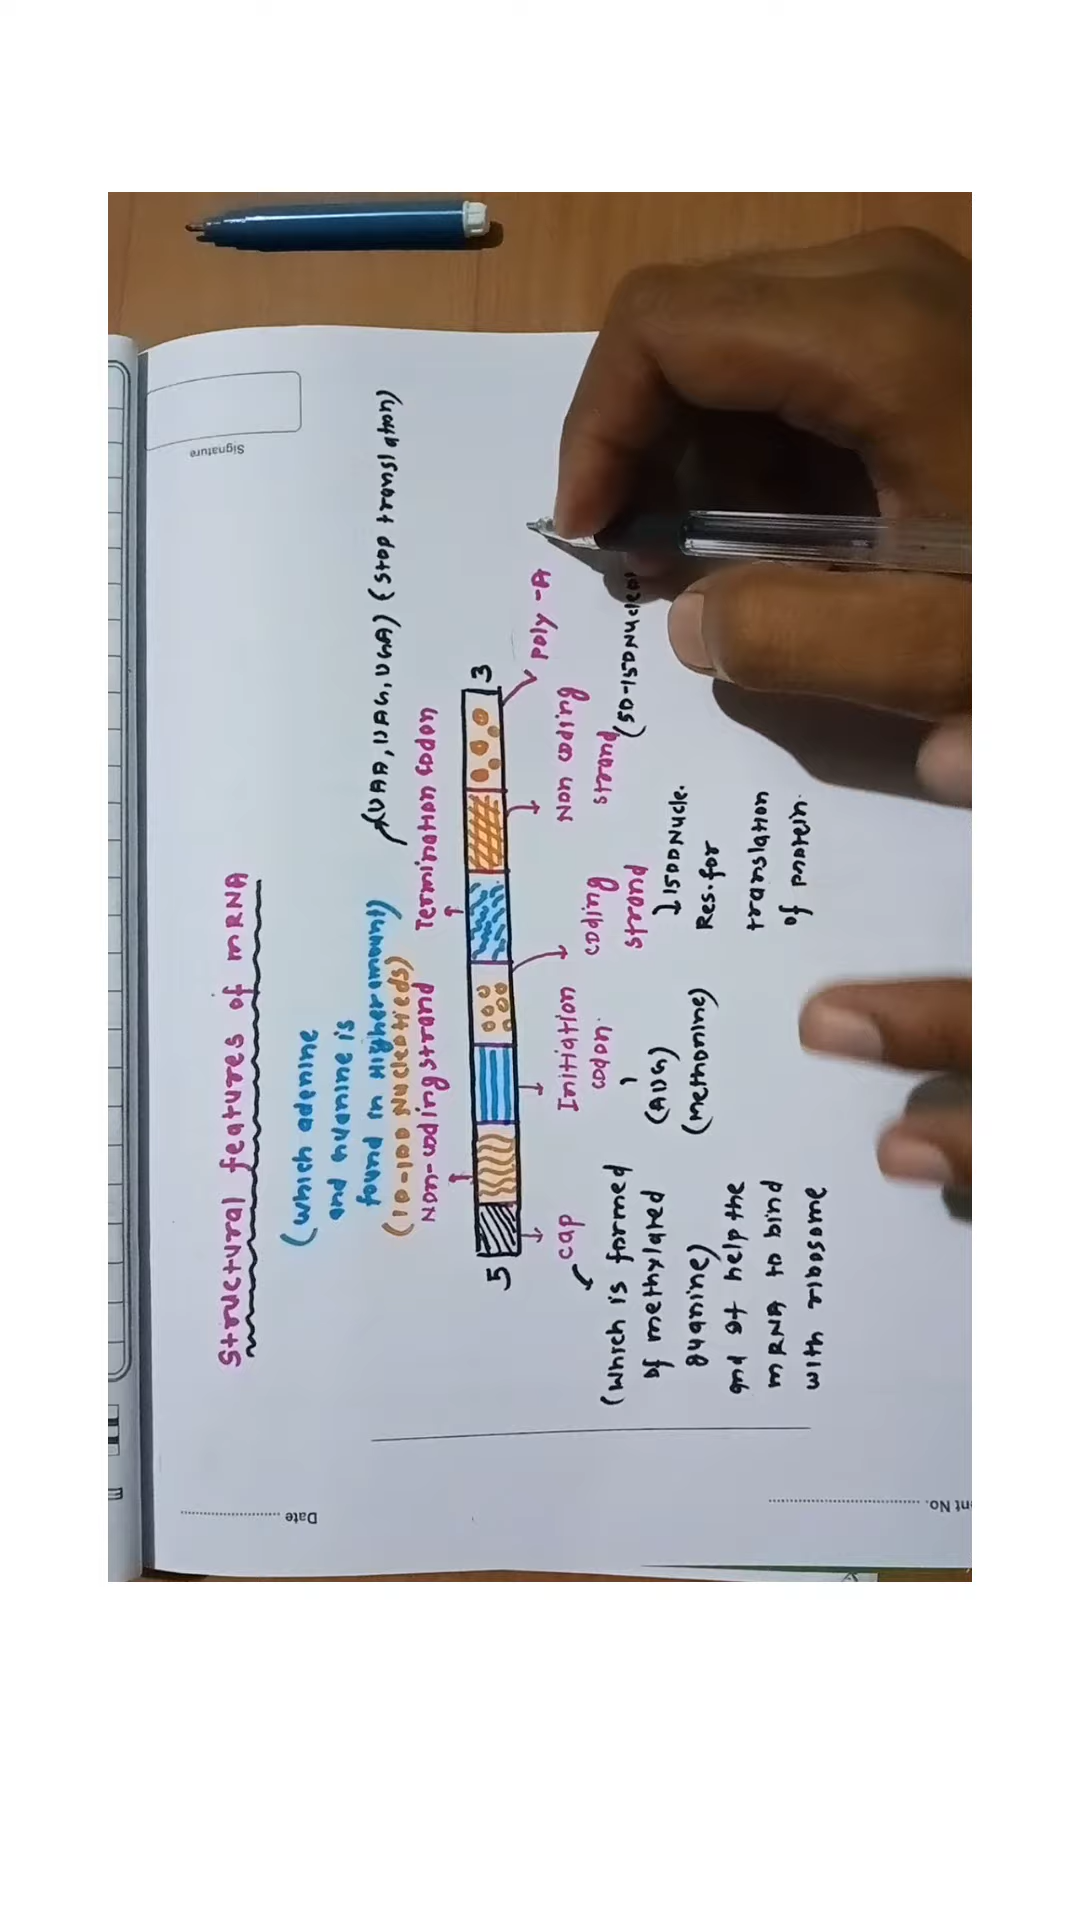 Structural features of mRNA
(which adenine
and
found in Higher amount)
(10-100 Nucleotieds)
Non-coding strand
Termination codon
(UAA, UAG, UGA) (stop translation)
5
3
cap
(which is formed
of methylated
guanine)
and it help the
mRNA to bind
with ribosome
Initiation
codon.
(AUG)
(methonine)
coding
strand
1500 Nucle.
Res. for
translation
of protein.
Non coding
strand
(50-150 Nucleo
Poly -A
Signature
Date
nt No.